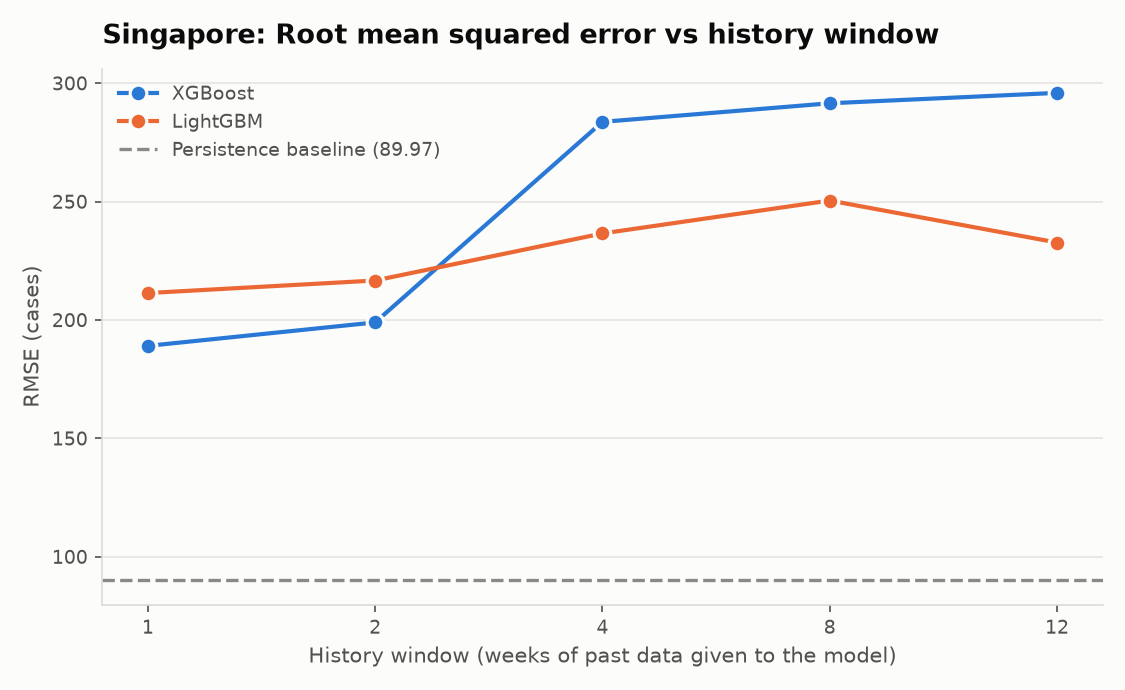 Singapore: Root mean squared error vs history window
XGBoost
LightGBM
Persistence baseline (89.97)
300
250
200
150
100
RMSE (cases)
1 2 4 8 12
History window (weeks of past data given to the model)